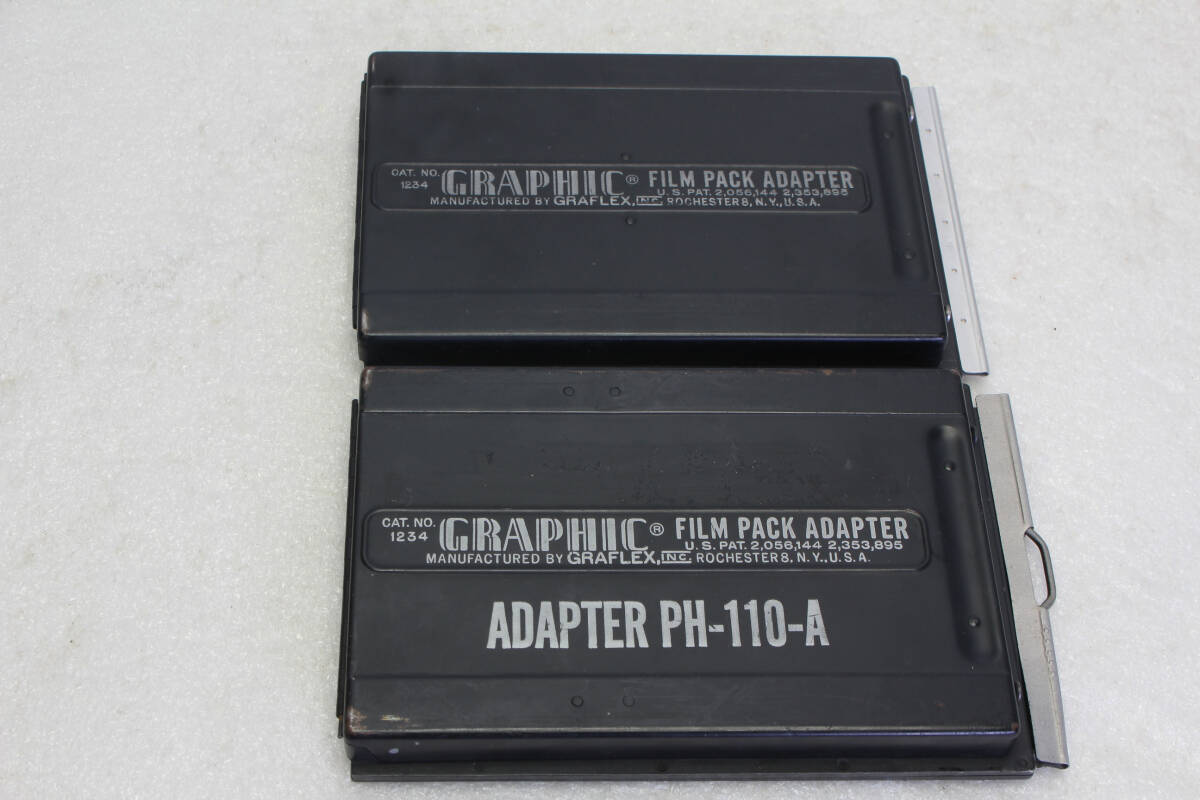 CAT. NO. 1234 GRAPHIC® FILM PACK ADAPTER
U.S. PAT. 2,056,144 2,353,895
MANUFACTURED BY GRAFLEX, INC. ROCHESTER 8, N.Y., U.S.A.
CAT. NO. 1234 GRAPHIC® FILM PACK ADAPTER
U.S. PAT. 2,056,144 2,353,895
MANUFACTURED BY GRAFLEX, INC. ROCHESTER 8, N.Y., U.S.A.
ADAPTER PH-110-A